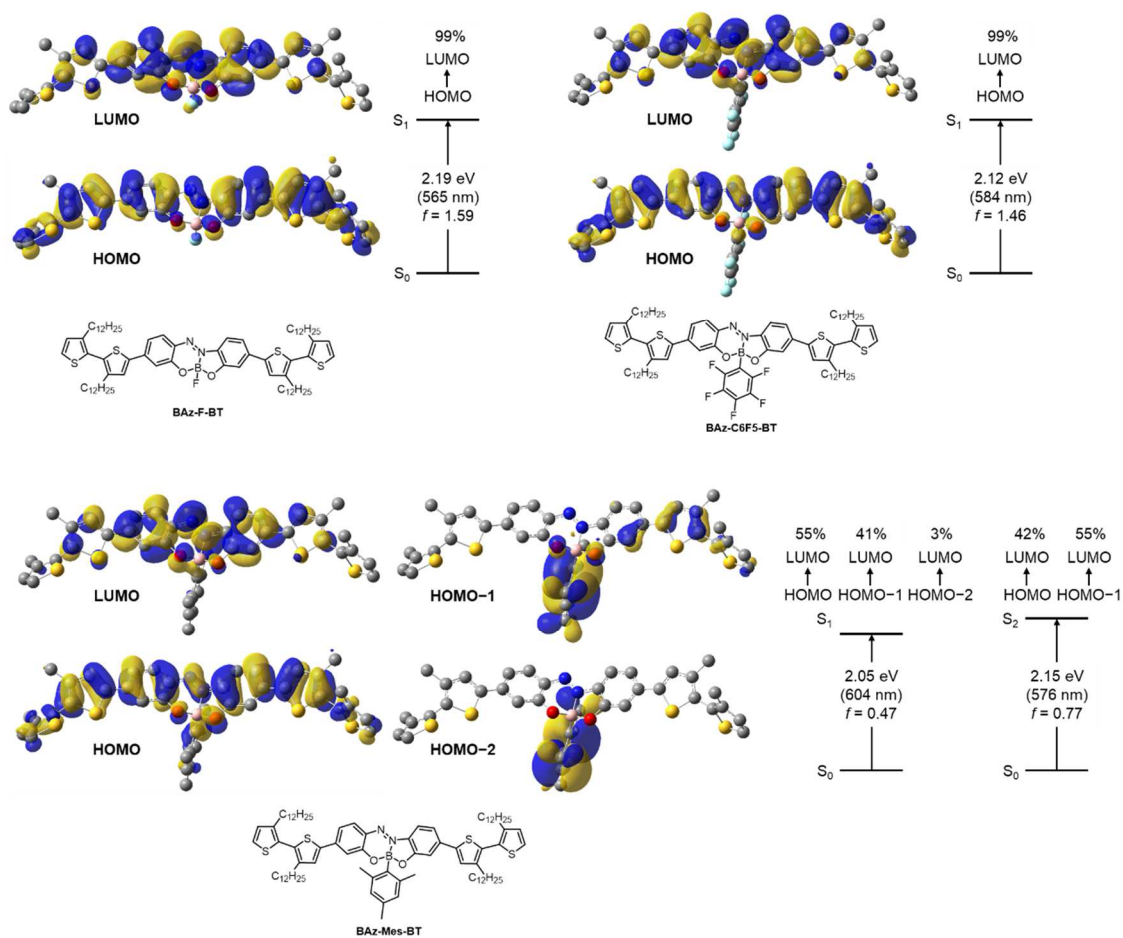 LUMO
HOMO
99%
LUMO
HOMO
S1
2.19 eV
(565 nm)
f = 1.59
S0
C12H25
C12H25
S
S
N
N
O
B
O
F
S
S
C12H25
C12H25
BAz-F-BT
LUMO
HOMO
99%
LUMO
HOMO
S1
2.12 eV
(584 nm)
f = 1.46
S0
C12H25
C12H25
S
S
N
N
O
B
O
F
F
F
F
F
S
S
C12H25
C12H25
BAz-C6F5-BT
LUMO
HOMO−1
HOMO
HOMO−2
55%
41%
3%
LUMO
LUMO
LUMO
HOMO
HOMO−1
HOMO−2
S1
2.05 eV
(604 nm)
f = 0.47
S0
42%
55%
LUMO
LUMO
HOMO
HOMO−1
S2
2.15 eV
(576 nm)
f = 0.77
S0
C12H25
C12H25
S
S
N
N
O
B
O
S
S
C12H25
C12H25
BAz-Mes-BT